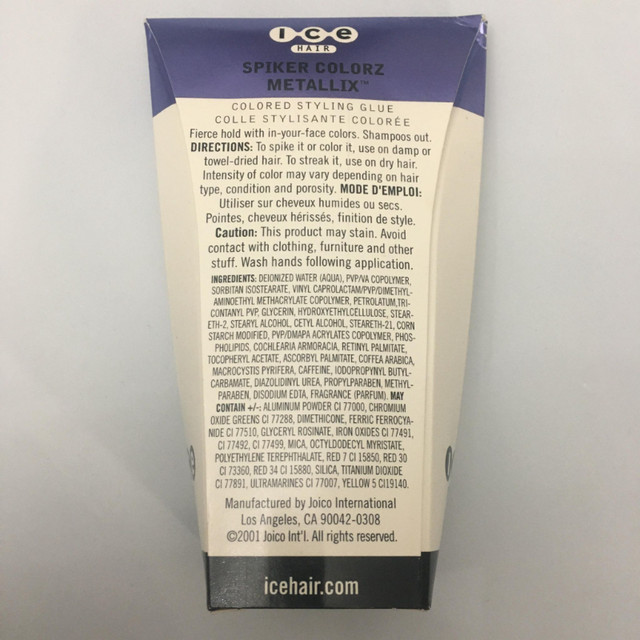 ice
HAIR
SPIKER COLORZ
METALLIX™
COLORED STYLING GLUE
COLLE STYLISANTE COLORÉE
Fierce hold with in-your-face colors. Shampoos out.
DIRECTIONS: To spike it or color it, use on damp or
towel-dried hair. To streak it, use on dry hair.
Intensity of color may vary depending on hair
type, condition and porosity. MODE D'EMPLOI:
Utiliser sur cheveux humides ou secs.
Pointes, cheveux hérissés, finition de style.
Caution: This product may stain. Avoid
contact with clothing, furniture and other
stuff. Wash hands following application.
INGREDIENTS: DEIONIZED WATER (AQUA), PVP/VA COPOLYMER,
SORBITAN ISOSTEARATE, VINYL CAPROLACTAM/PVP/DIMETHYL-
AMINOETHYL METHACRYLATE COPOLYMER, PETROLATUM,TRI-
CONTANYL PVP, GLYCERIN, HYDROXYETHYLCELLULOSE, STEAR-
ETH-2, STEARYL ALCOHOL, CETYL ALCOHOL, STEARETH-21, CORN
STARCH MODIFIED, PVP/DMAPA ACRYLATES COPOLYMER, PHOS-
PHOLIPIDS, COCHLEARIA ARMORACIA, RETINYL PALMITATE,
TOCOPHERYL ACETATE, ASCORBYL PALMITATE, COFFEA ARABICA,
MACROCYSTIS PYRIFERA, CAFFEINE, IODOPROPYNYL BUTYL-
CARBAMATE, DIAZOLIDINYL UREA, PROPYLPARABEN, METHYL-
PARABEN, DISODIUM EDTA, FRAGRANCE (PARFUM). MAY
CONTAIN +/-: ALUMINUM POWDER CI 77000, CHROMIUM
OXIDE GREENS CI 77288, DIMETHICONE, FERRIC FERROCYA-
NIDE CI 77510, GLYCERYL ROSINATE, IRON OXIDES CI 77491,
CI 77492, CI 77499, MICA, OCTYLDODECYL MYRISTATE,
POLYETHYLENE TEREPHTHALATE, RED 7 CI 15850, RED 30
CI 73360, RED 34 CI 15880, SILICA, TITANIUM DIOXIDE
CI 77891, ULTRAMARINES CI 77007, YELLOW 5 CI19140.
Manufactured by Joico International
Los Angeles, CA 90042-0308
©2001 Joico Int'l. All rights reserved.
icehair.com